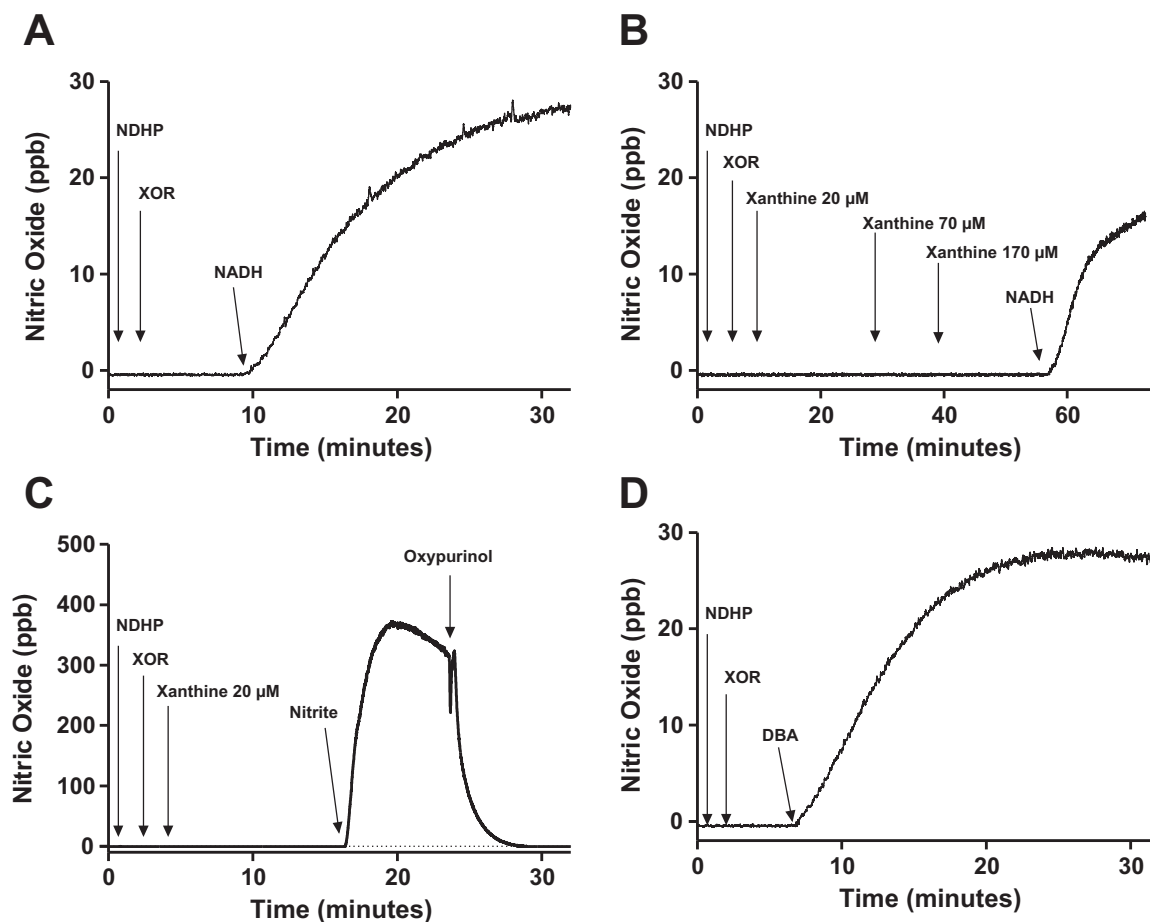 A
30
20
10
0
Nitric Oxide (ppb)
NDHP
XOR
NADH
0
10
20
30
Time (minutes)
B
30
20
10
0
Nitric Oxide (ppb)
NDHP
XOR
Xanthine 20 µM
Xanthine 70 µM
Xanthine 170 µM
NADH
0
20
40
60
Time (minutes)
C
500
400
300
200
100
0
Nitric Oxide (ppb)
Oxypurinol
NDHP
XOR
Xanthine 20 µM
Nitrite
0
10
20
30
Time (minutes)
D
30
20
10
0
Nitric Oxide (ppb)
NDHP
XOR
DBA
0
10
20
30
Time (minutes)